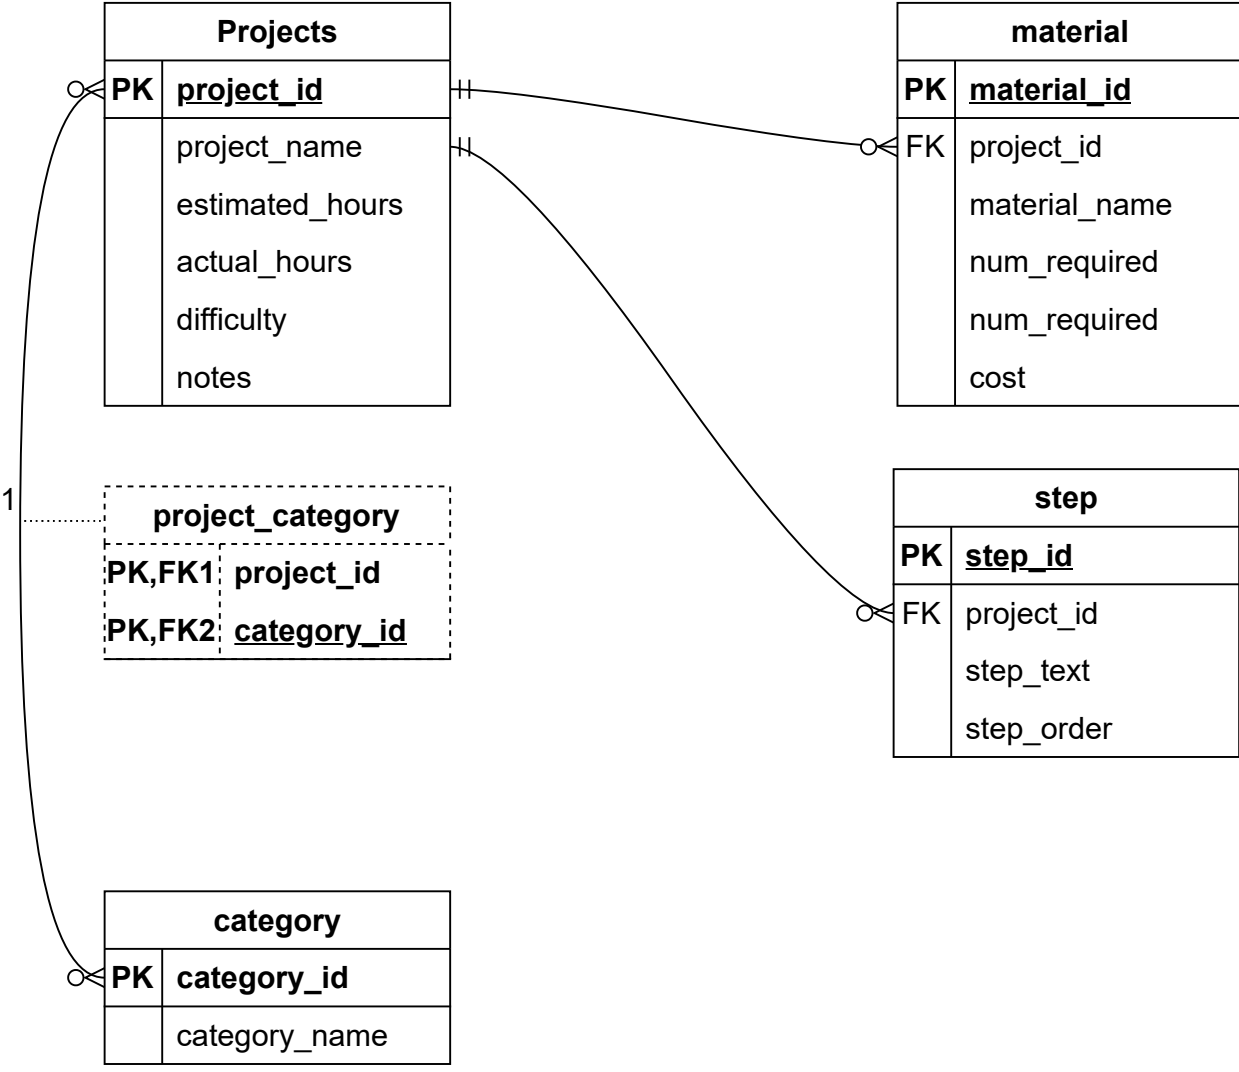 Projects
PK project_id
project_name
estimated_hours
actual_hours
difficulty
notes
material
PK material_id
FK project_id
material_name
num_required
num_required
cost
1
project_category
PK,FK1 project_id
PK,FK2 category_id
step
PK step_id
FK project_id
step_text
step_order
category
PK category_id
category_name